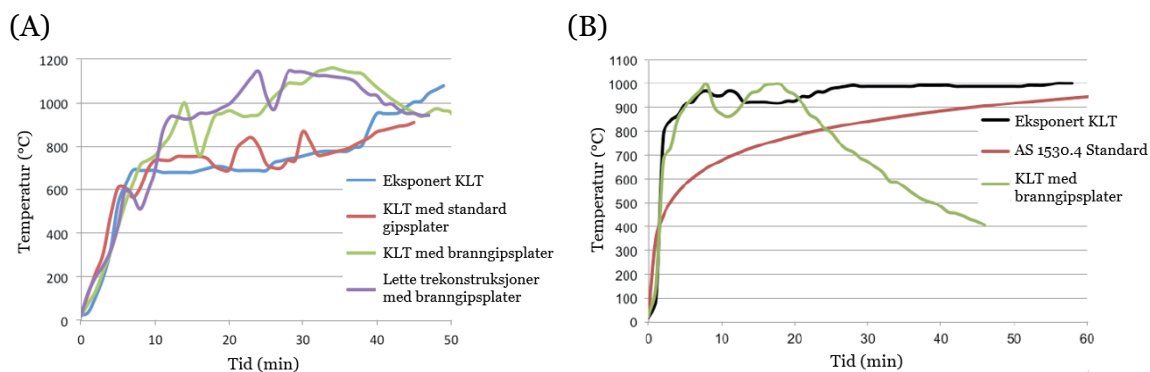 (A)
1200
1000
800
600
400
200
0
Temperatur (°C)
0
10
20
30
40
50
Tid (min)
Eksponert KLT
KLT med standard
gipsplater
KLT med branngipsplater
Lette trekonstruksjoner
med branngipsplater
(B)
1100
1000
900
800
700
600
500
400
300
200
100
0
Temperatur (°C)
0
10
20
30
40
50
60
Tid (min)
Eksponert KLT
AS 1530.4 Standard
KLT med
branngipsplater